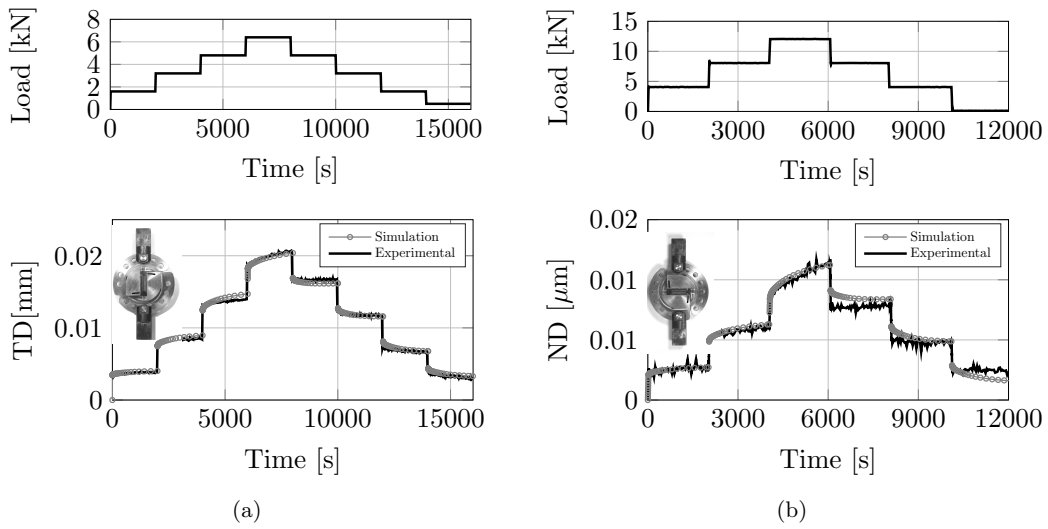 Load [kN]
8
6
4
2
0
0 5000 10000 15000
Time [s]
Load [kN]
15
10
5
0
0 3000 6000 9000 12000
Time [s]
TD[mm]
0.02
0.01
0
Simulation
Experimental
0 5000 10000 15000
Time [s]
(a)
ND [μm]
0.02
0.01
0.01
0
Simulation
Experimental
0 3000 6000 9000 12000
Time [s]
(b)